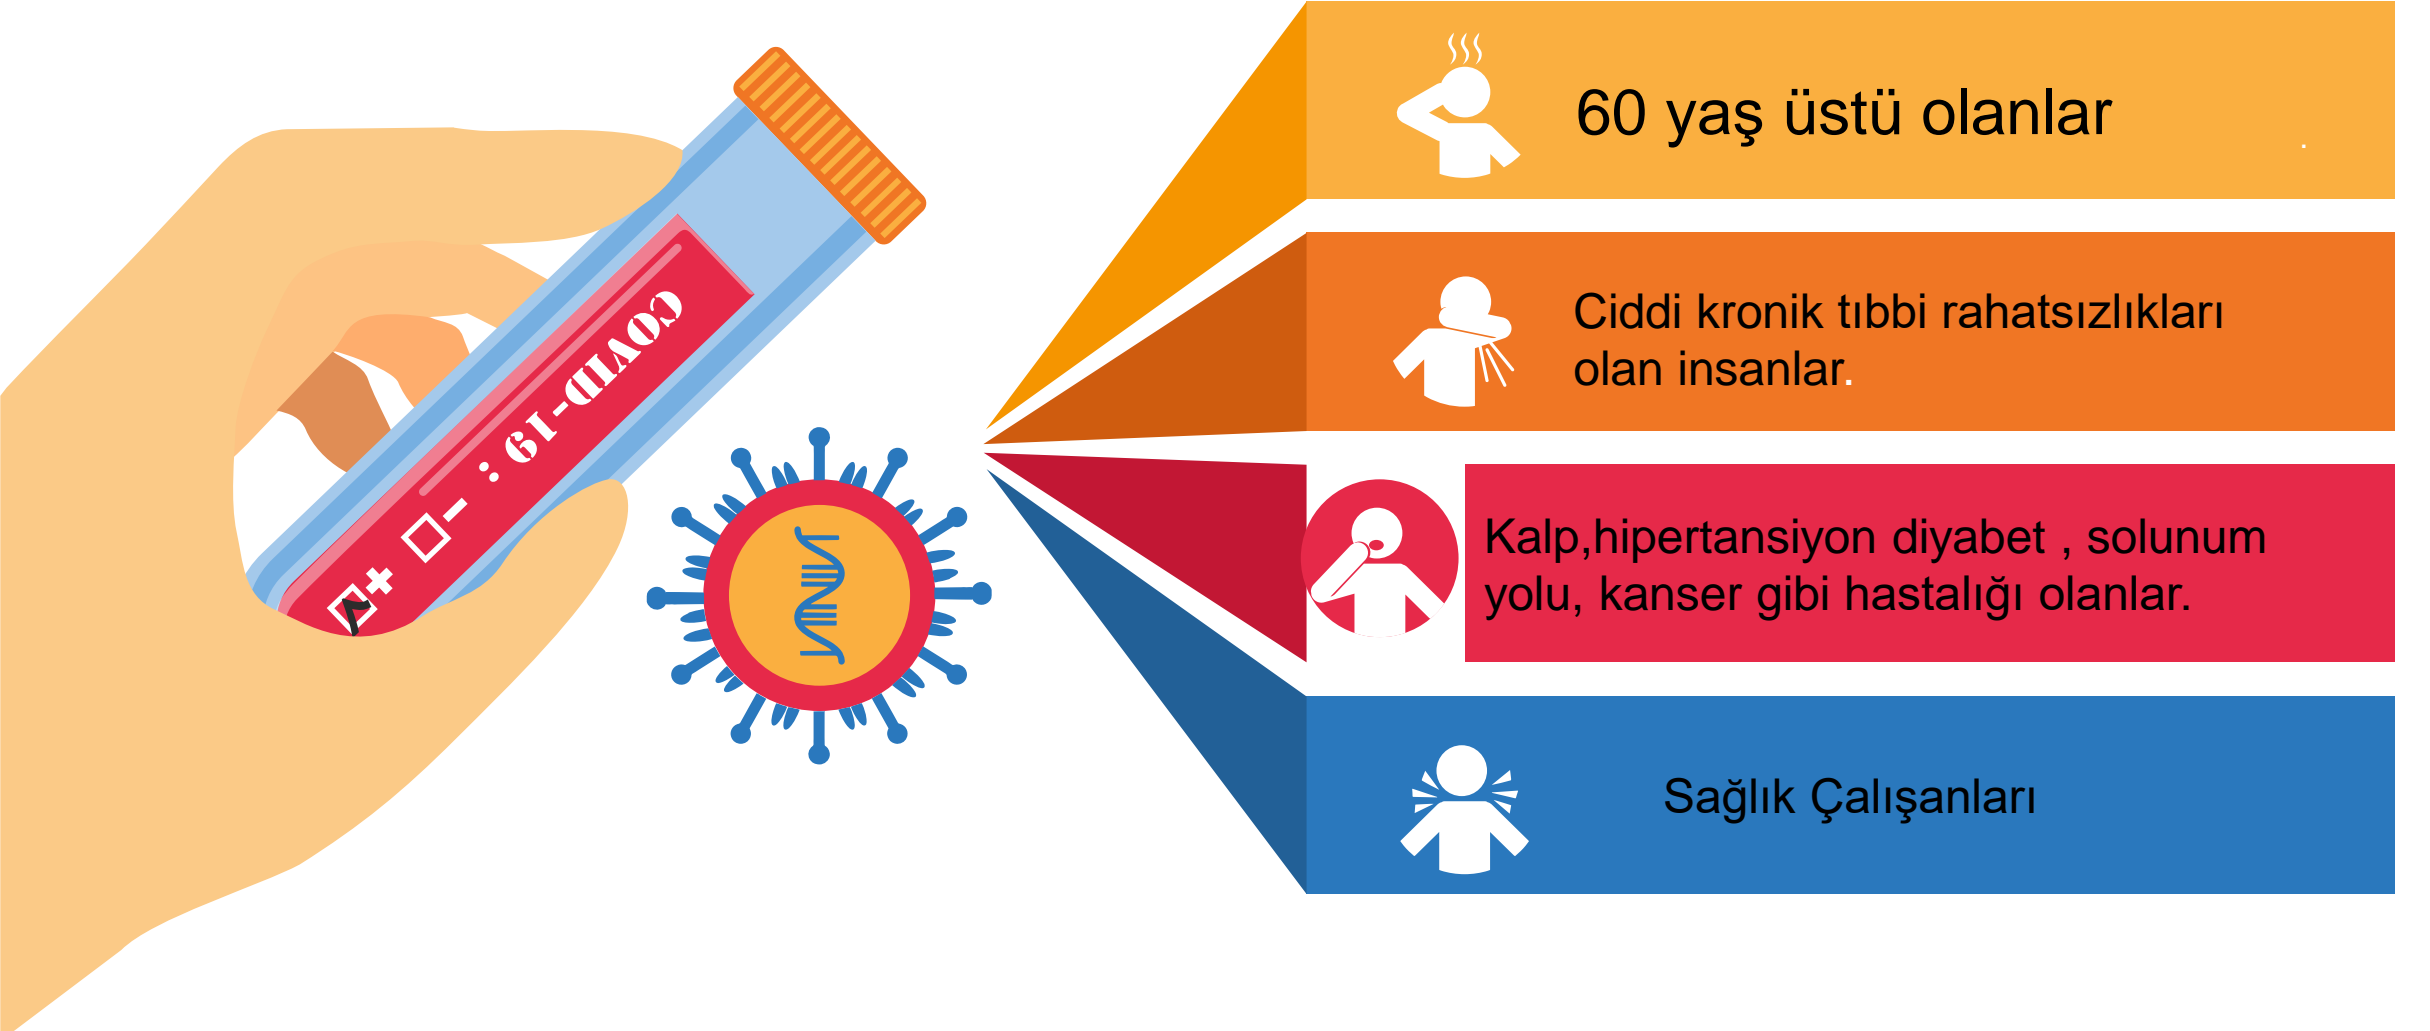 COVID-19 :
60 yaş üstü olanlar
.
Ciddi kronik tıbbi rahatsızlıkları
olan insanlar.
Kalp,hipertansiyon diyabet , solunum
yolu, kanser gibi hastalığı olanlar.
Sağlık Çalışanları